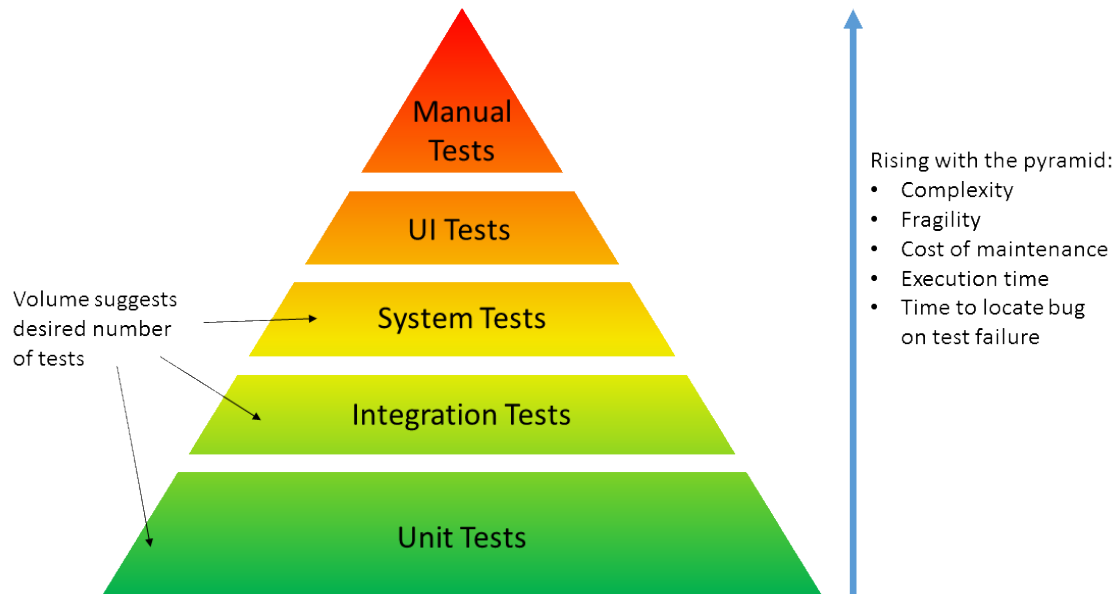 Manual
Tests
UI Tests
System Tests
Integration Tests
Unit Tests
Volume suggests
desired number
of tests
Rising with the pyramid:
• Complexity
• Fragility
• Cost of maintenance
• Execution time
• Time to locate bug
on test failure